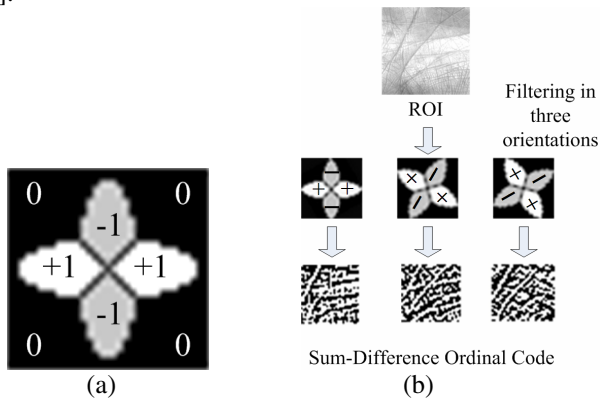 ].
0 0
-1
+1 +1
-1
0 0
(a)
ROI
Filtering in
three
orientations
− + + −
× − − ×
× − − ×
Sum-Difference Ordinal Code
(b)